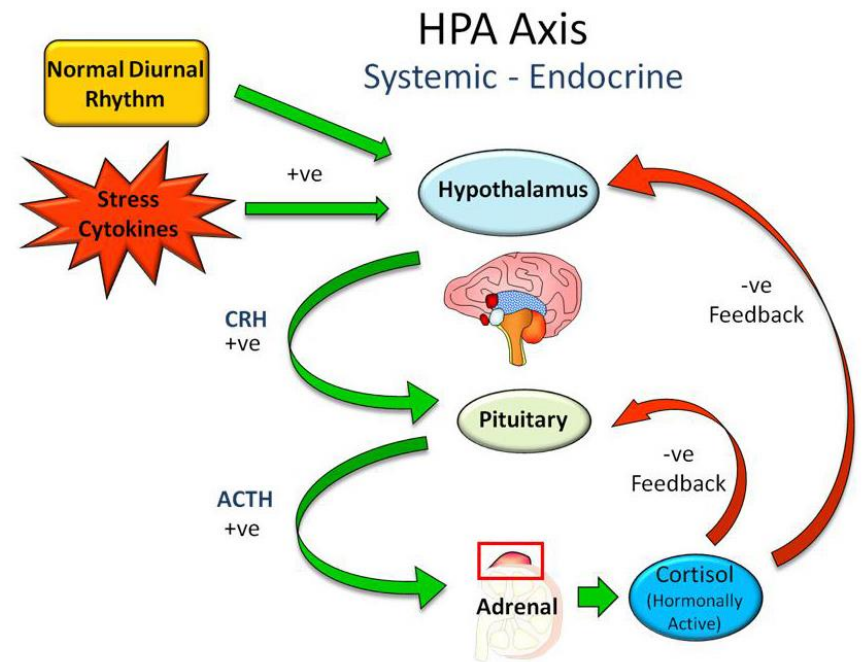 HPA Axis
Systemic - Endocrine
Normal Diurnal
Rhythm
+ve
Stress
Cytokines
Hypothalamus
-ve
Feedback
CRH
+ve
Pituitary
-ve
Feedback
ACTH
+ve
Adrenal
Cortisol
(Hormonally
Active)